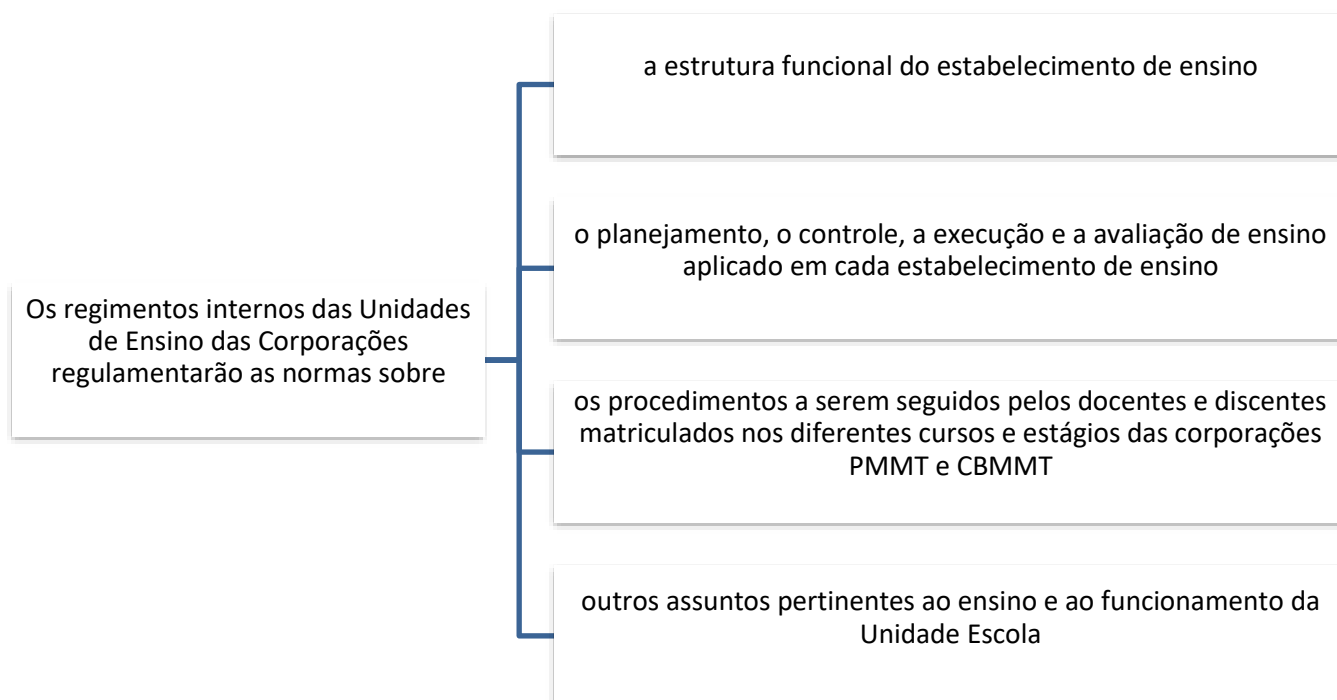 a estrutura funcional do estabelecimento de ensino
o planejamento, o controle, a execução e a avaliação de ensino
aplicado em cada estabelecimento de ensino
Os regimentos internos das Unidades
de Ensino das Corporações
regulamentarão as normas sobre
os procedimentos a serem seguidos pelos docentes e discentes
matriculados nos diferentes cursos e estágios das corporações
PMMT e CBMMT
outros assuntos pertinentes ao ensino e ao funcionamento da
Unidade Escola